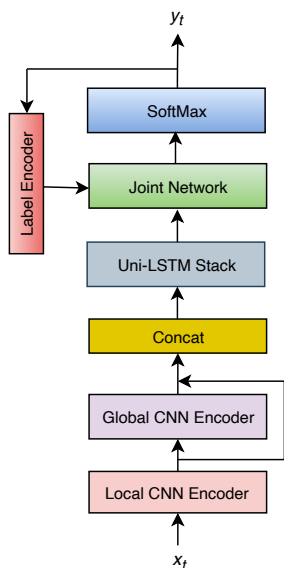 y_t
SoftMax
Label Encoder
Joint Network
Uni-LSTM Stack
Concat
Global CNN Encoder
Local CNN Encoder
x_t